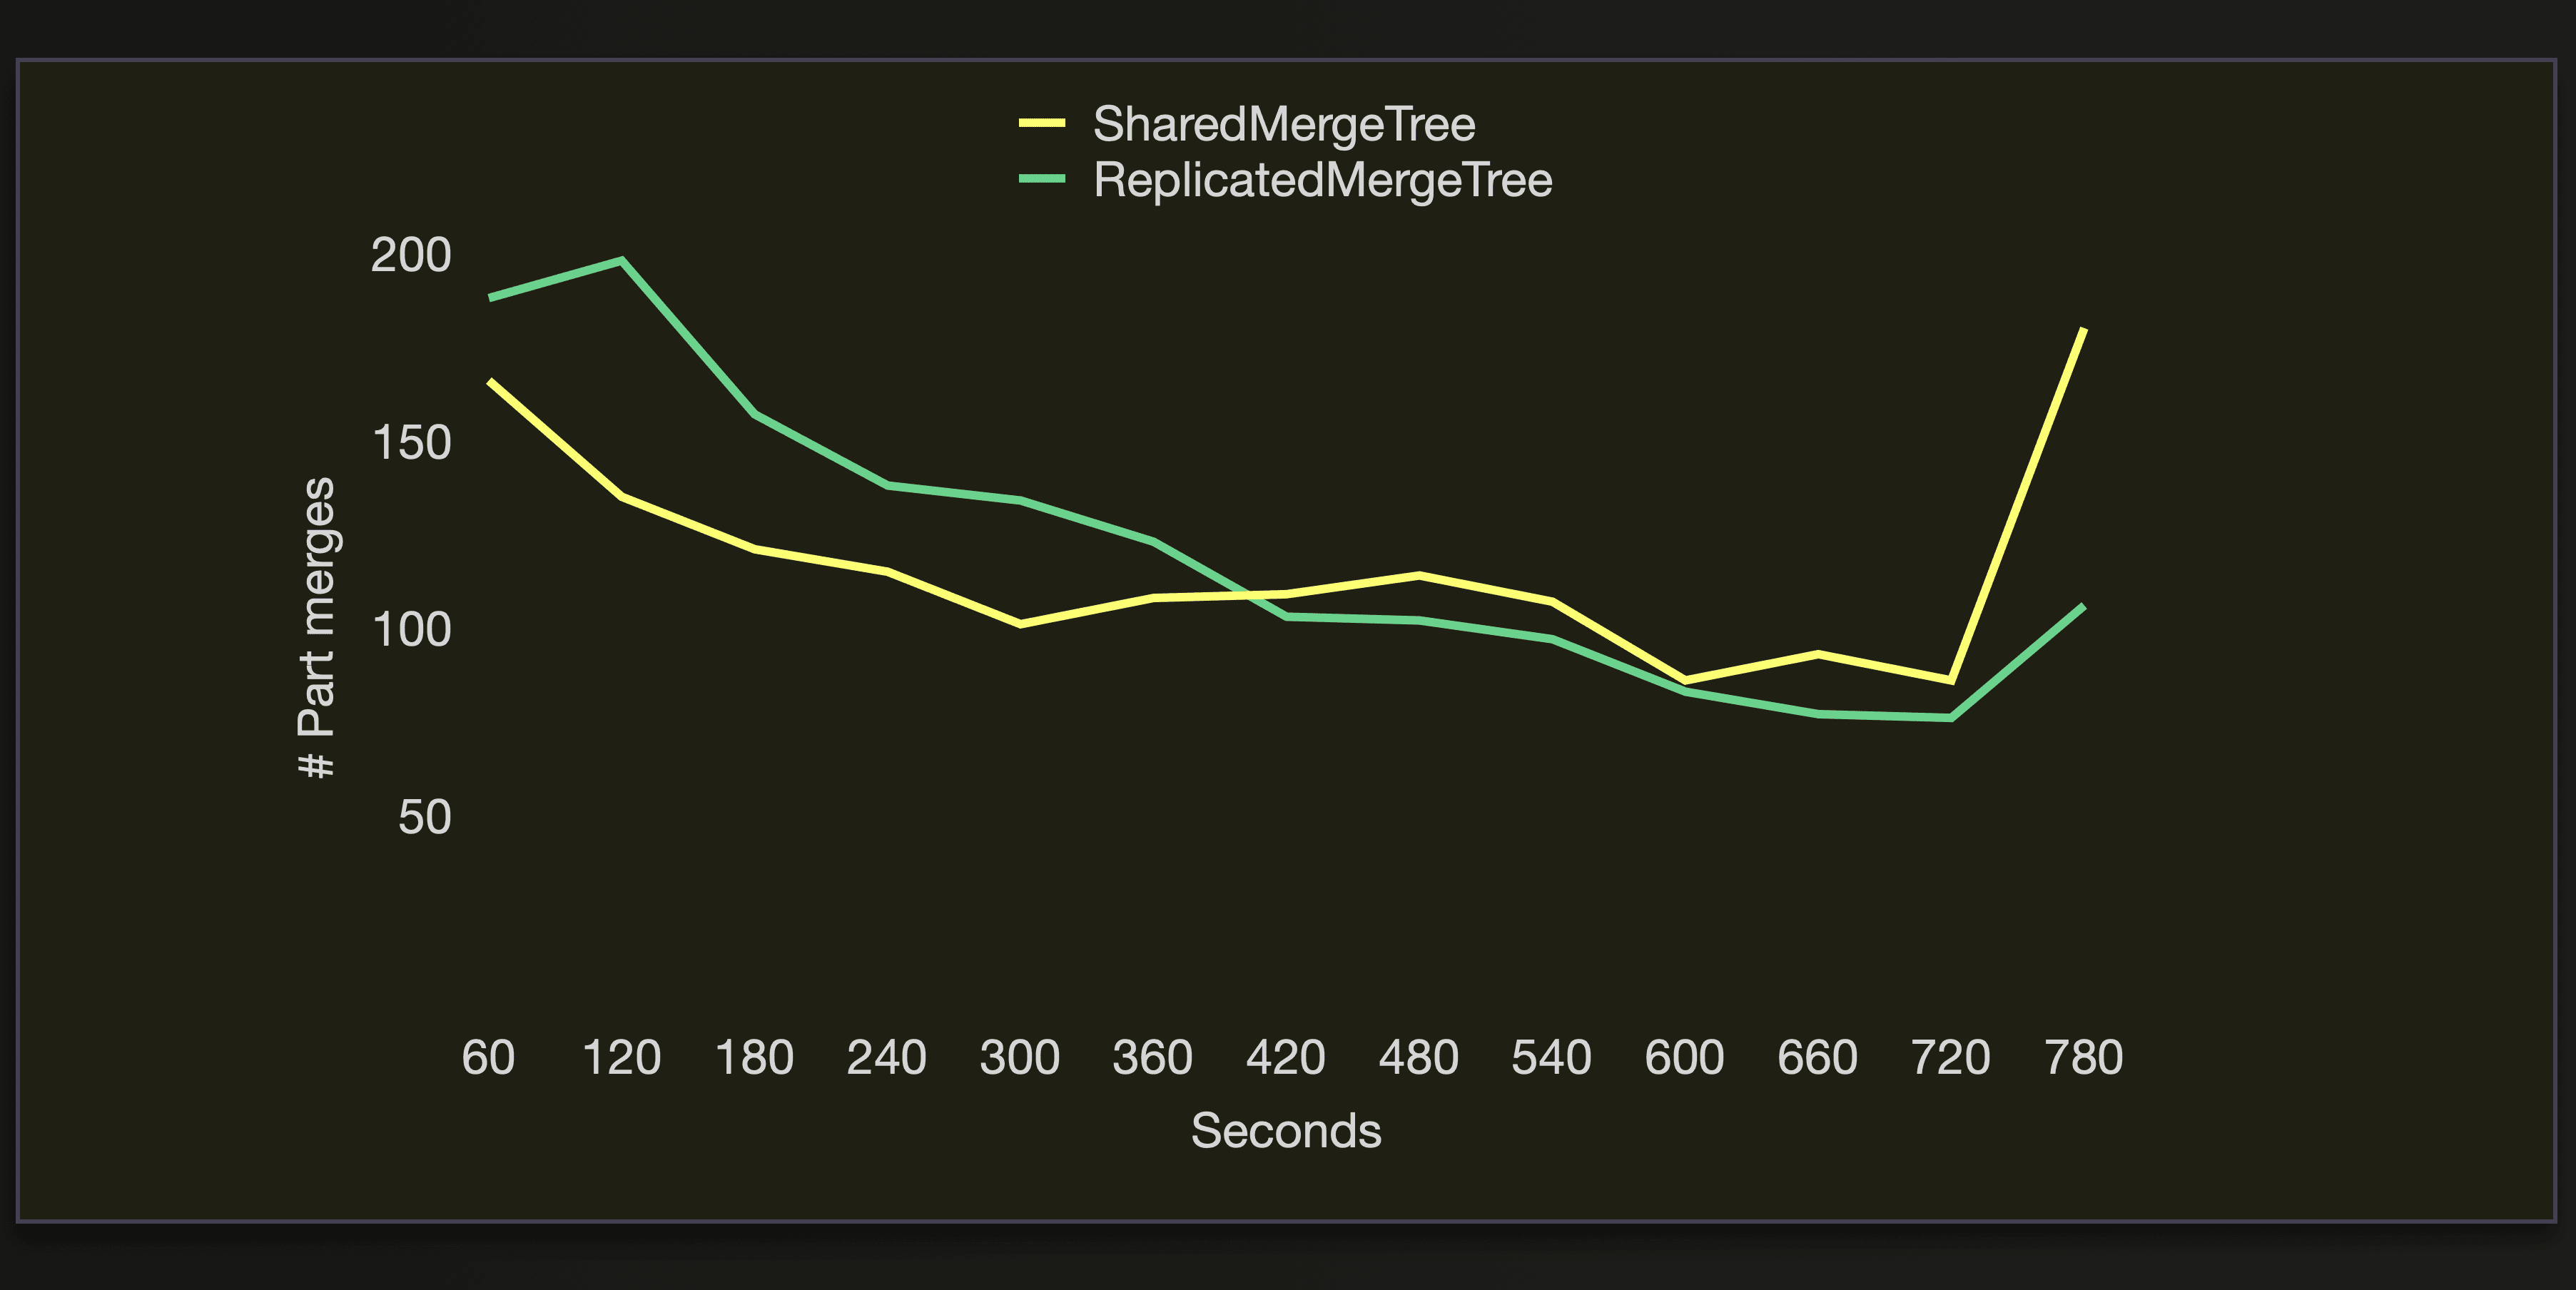 SharedMergeTree
ReplicatedMergeTree
200
150
100
50
# Part merges
60 120 180 240 300 360 420 480 540 600 660 720 780
Seconds